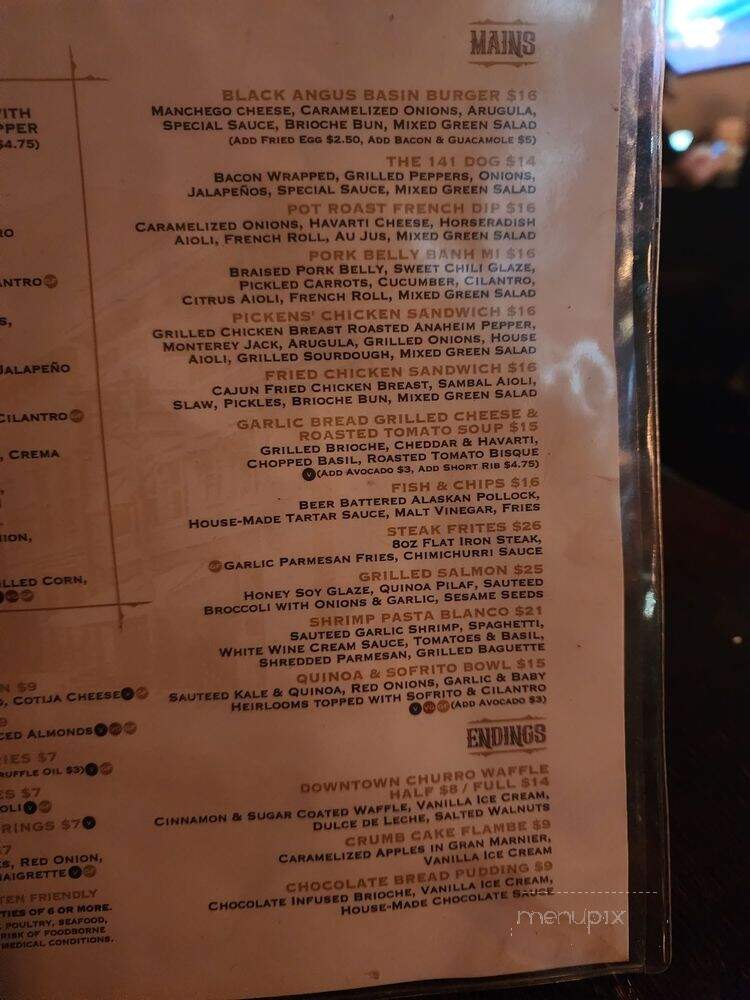 WITH
PPER
$4.75)
RO
ANTRO
S,
JALAPEÑO
CILANTRO
, CREMA
ION,
ILLED CORN,
N $9
, COTIJA CHEESE
9
CED ALMONDS
RIES $7
RUFFLE OIL $3)
ES $7
OLI
RINGS $7
$7
S, RED ONION,
NAIGRETTE
TEN FRIENDLY
TIES OF 6 OR MORE.
, POULTRY, SEAFOOD,
RISK OF FOODBORNE
MEDICAL CONDITIONS.
MAINS
BLACK ANGUS BASIN BURGER $16
MANCHEGO CHEESE, CARAMELIZED ONIONS, ARUGULA,
SPECIAL SAUCE, BRIOCHE BUN, MIXED GREEN SALAD
(ADD FRIED EGG $2.50, ADD BACON & GUACAMOLE $5)
THE 141 DOG $14
BACON WRAPPED, GRILLED PEPPERS, ONIONS,
JALAPEÑOS, SPECIAL SAUCE, MIXED GREEN SALAD
POT ROAST FRENCH DIP $16
CARAMELIZED ONIONS, HAVARTI CHEESE, HORSERADISH
AIOLI, FRENCH ROLL, AU JUS, MIXED GREEN SALAD
PORK BELLY BANH MI $16
BRAISED PORK BELLY, SWEET CHILI GLAZE,
PICKLED CARROTS, CUCUMBER, CILANTRO,
CITRUS AIOLI, FRENCH ROLL, MIXED GREEN SALAD
PICKENS' CHICKEN SANDWICH $16
GRILLED CHICKEN BREAST ROASTED ANAHEIM PEPPER,
MONTEREY JACK, ARUGULA, GRILLED ONIONS, HOUSE
AIOLI, GRILLED SOURDOUGH, MIXED GREEN SALAD
FRIED CHICKEN SANDWICH $16
CAJUN FRIED CHICKEN BREAST, SAMBAL AIOLI,
SLAW, PICKLES, BRIOCHE BUN, MIXED GREEN SALAD
GARLIC BREAD GRILLED CHEESE &
ROASTED TOMATO SOUP $15
GRILLED BRIOCHE, CHEDDAR & HAVARTI,
CHOPPED BASIL, ROASTED TOMATO BISQUE
V (ADD AVOCADO $3, ADD SHORT RIB $4.75)
FISH & CHIPS $16
BEER BATTERED ALASKAN POLLOCK,
HOUSE-MADE TARTAR SAUCE, MALT VINEGAR, FRIES
STEAK FRITES $26
8OZ FLAT IRON STEAK,
GF GARLIC PARMESAN FRIES, CHIMICHURRI SAUCE
GRILLED SALMON $25
HONEY SOY GLAZE, QUINOA PILAF, SAUTEED
BROCCOLI WITH ONIONS & GARLIC, SESAME SEEDS
SHRIMP PASTA BLANCO $21
SAUTEED GARLIC SHRIMP, SPAGHETTI,
WHITE WINE CREAM SAUCE, TOMATOES & BASIL,
SHREDDED PARMESAN, GRILLED BAGUETTE
QUINOA & SOFRITO BOWL $15
SAUTEED KALE & QUINOA, RED ONIONS, GARLIC & BABY
HEIRLOOMS TOPPED WITH SOFRITO & CILANTRO
(ADD AVOCADO $3)
ENDINGS
DOWNTOWN CHURRO WAFFLE
HALF $8 / FULL $14
CINNAMON & SUGAR COATED WAFFLE, VANILLA ICE CREAM,
DULCE DE LECHE, SALTED WALNUTS
CRUMB CAKE FLAMBE $9
CARAMELIZED APPLES IN GRAN MARNIER,
VANILLA ICE CREAM
CHOCOLATE BREAD PUDDING $9
CHOCOLATE INFUSED BRIOCHE, VANILLA ICE CREAM,
HOUSE-MADE CHOCOLATE SAUCE
menupix